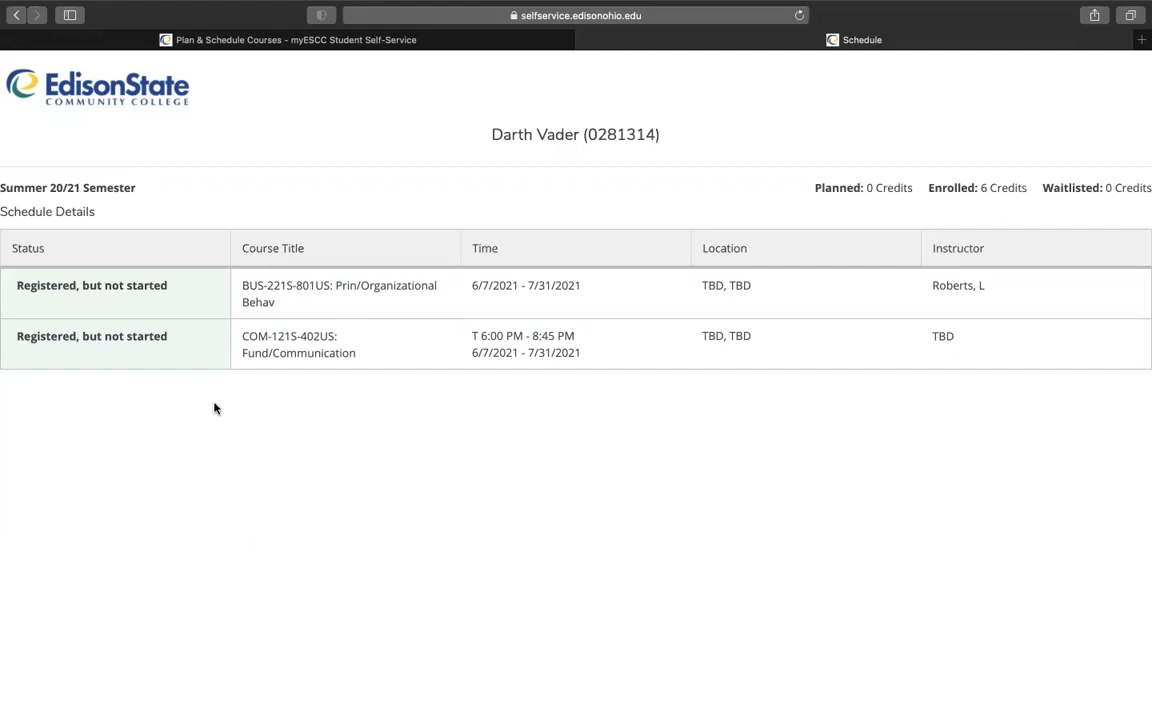 selfservice.edisonohio.edu
Plan & Schedule Courses - myESCC Student Self-Service
Schedule
EdisonState
COMMUNITY COLLEGE
Darth Vader (0281314)
Summer 20/21 Semester
Planned: 0 Credits Enrolled: 6 Credits Waitlisted: 0 Credits
Schedule Details
Status Course Title Time Location Instructor
Registered, but not started BUS-221S-801US: Prin/Organizational 6/7/2021 - 7/31/2021 TBD, TBD Roberts, L
Behav
Registered, but not started COM-121S-402US: T 6:00 PM - 8:45 PM TBD, TBD TBD
Fund/Communication 6/7/2021 - 7/31/2021